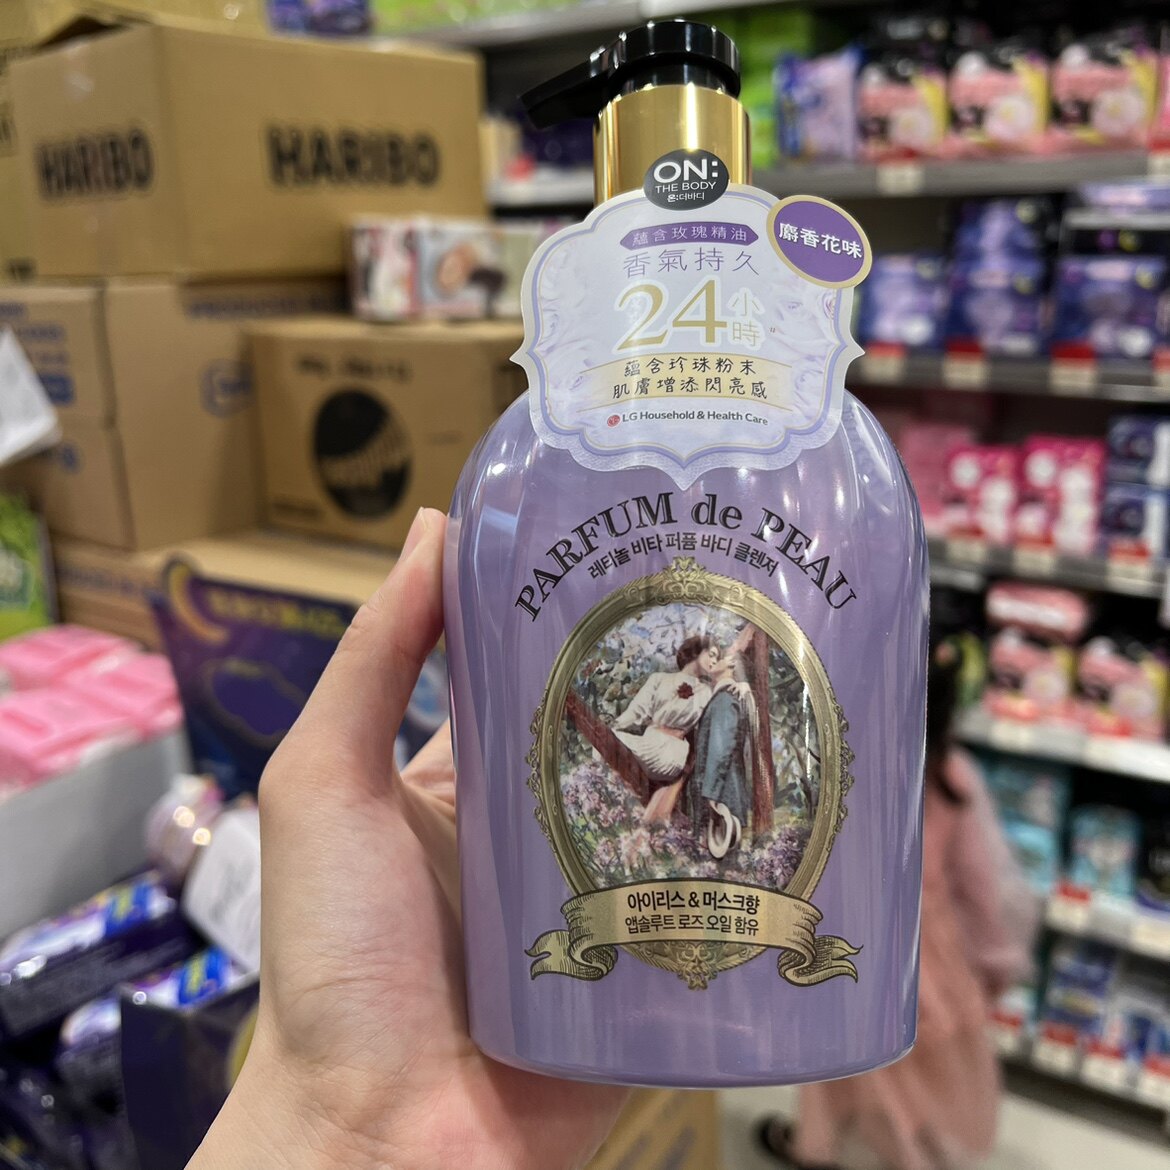 HARIBO
HARIBO
ON:
THE BODY
온:더바디
蘊含玫瑰精油
麝香花味
香氣持久
24小時
蘊含珍珠粉末
肌膚增添閃亮感
LG Household & Health Care
PARFUM de PEAU
레티놀 비타 퍼퓸 바디 클렌저
아이리스 & 머스크향
앱솔루트 로즈 오일 함유